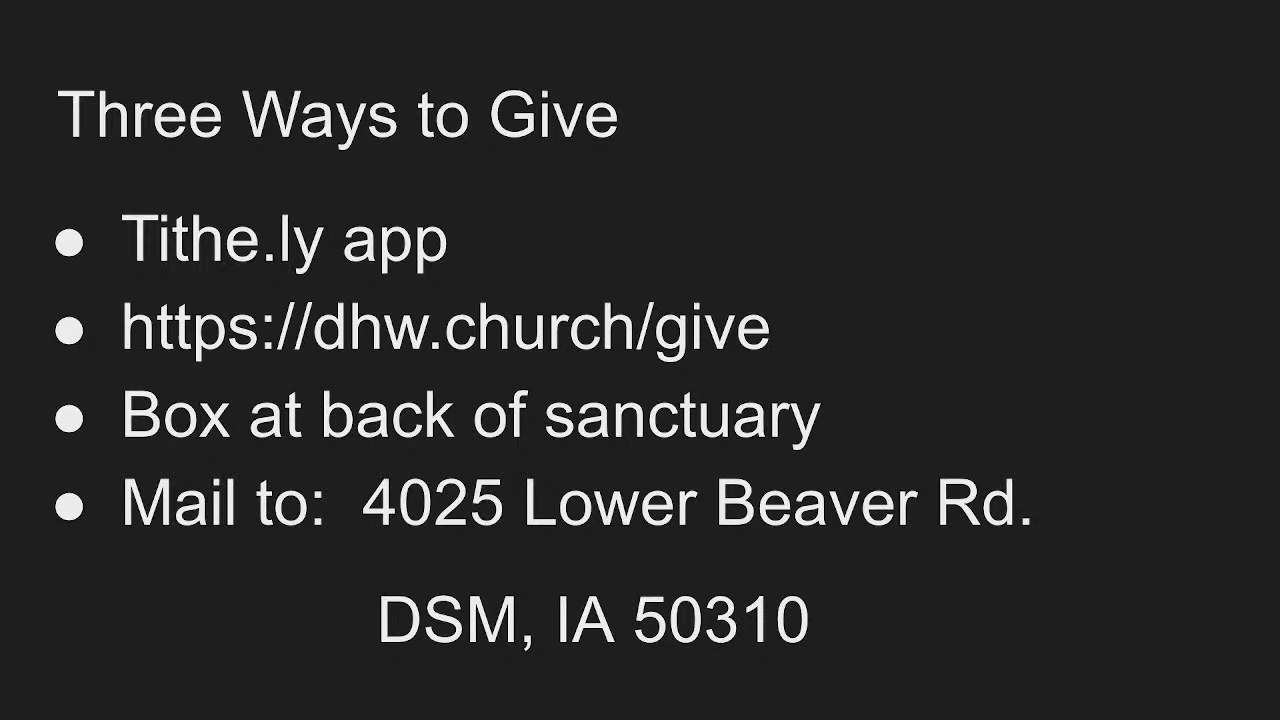 Three Ways to Give
● Tithe.ly app
● https://dhw.church/give
● Box at back of sanctuary
● Mail to:  4025 Lower Beaver Rd.
DSM, IA 50310